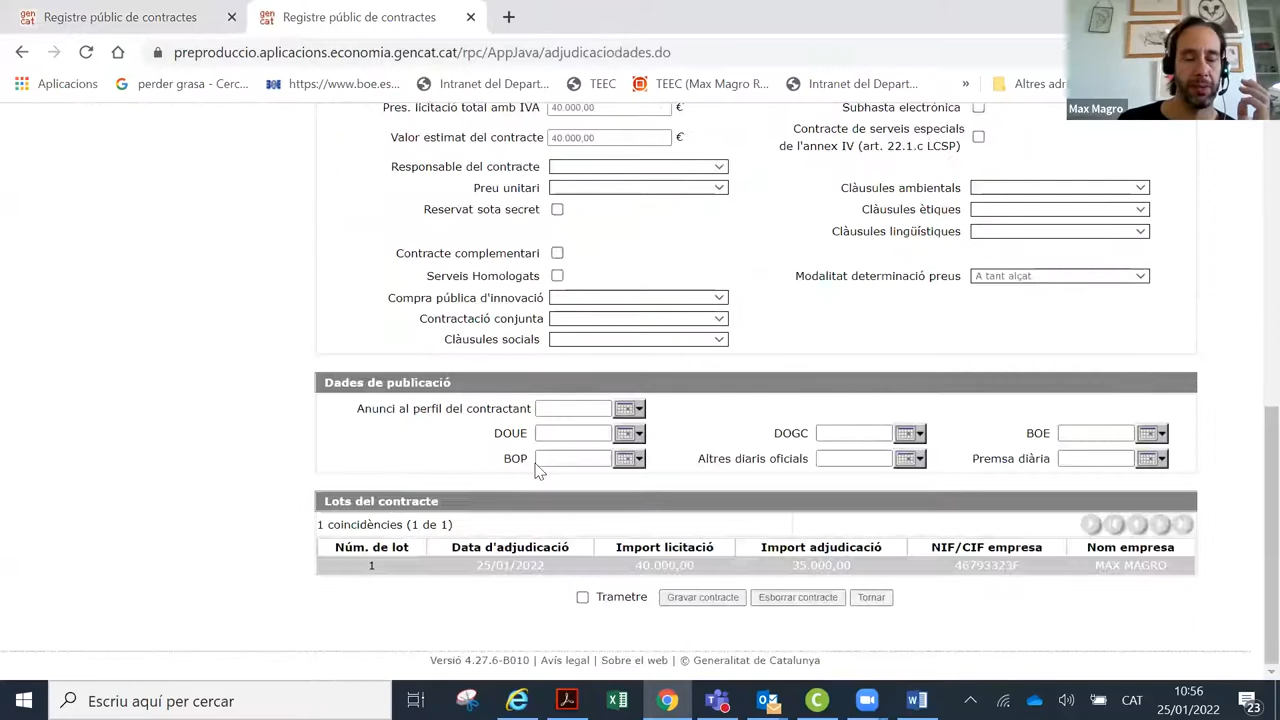 Registre públic de contractes
Registre públic de contractes
preproduccio.aplicacions.economia.gencat.cat/rpc/AppJava/adjudicaciodades.do
Aplicacions
perder grasa - Cerc...
https://www.boe.es...
Intranet del Depart...
TEEC
TEEC (Max Magro R...
Intranet del Depart...
»
Altres adr
Max Magro
Pres. licitació total amb IVA 40.000,00 €
Subhasta electrònica
Valor estimat del contracte 40.000,00 €
Contracte de serveis especials
de l'annex IV (art. 22.1.c LCSP)
Responsable del contracte
Preu unitari
Clàusules ambientals
Reservat sota secret
Clàusules ètiques
Clàusules lingüístiques
Contracte complementari
Serveis Homologats
Modalitat determinació preus A tant alçat
Compra pública d'innovació
Contractació conjunta
Clàusules socials
Dades de publicació
Anunci al perfil del contractant
DOUE DOGC BOE
BOP Altres diaris oficials Premsa diària
Lots del contracte
1 coincidències (1 de 1)
Núm. de lot Data d'adjudicació Import licitació Import adjudicació NIF/CIF empresa Nom empresa
1 25/01/2022 40.000,00 35.000,00 46793323F MAX MAGRO
Trametre Gravar contracte Esborrar contracte Tornar
Versió 4.27.6-B010 | Avís legal | Sobre el web | © Generalitat de Catalunya
Escriu aquí per cercar
CAT
10:56
25/01/2022
23